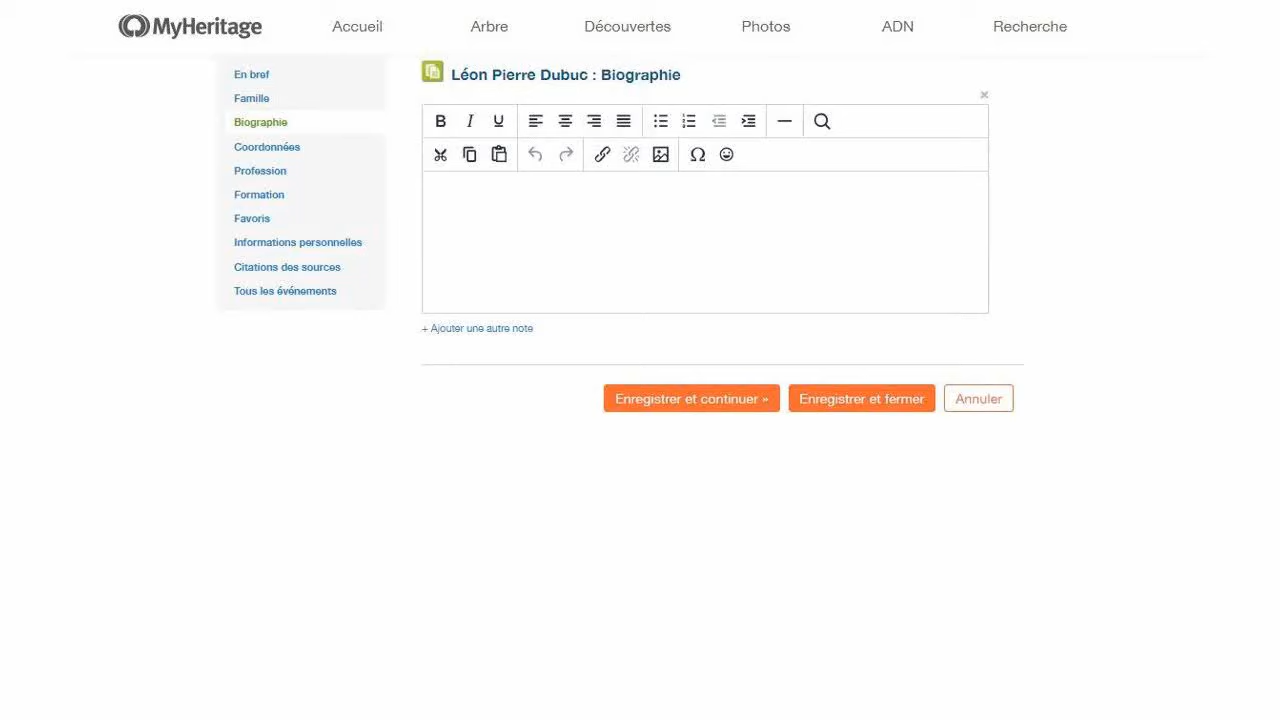 MyHeritage Accueil Arbre Découvertes Photos ADN Recherche
En bref
Famille
Biographie
Coordonnées
Profession
Formation
Favoris
Informations personnelles
Citations des sources
Tous les événements
Léon Pierre Dubuc : Biographie
B I U
Ω
+ Ajouter une autre note
Enregistrer et continuer » Enregistrer et fermer Annuler